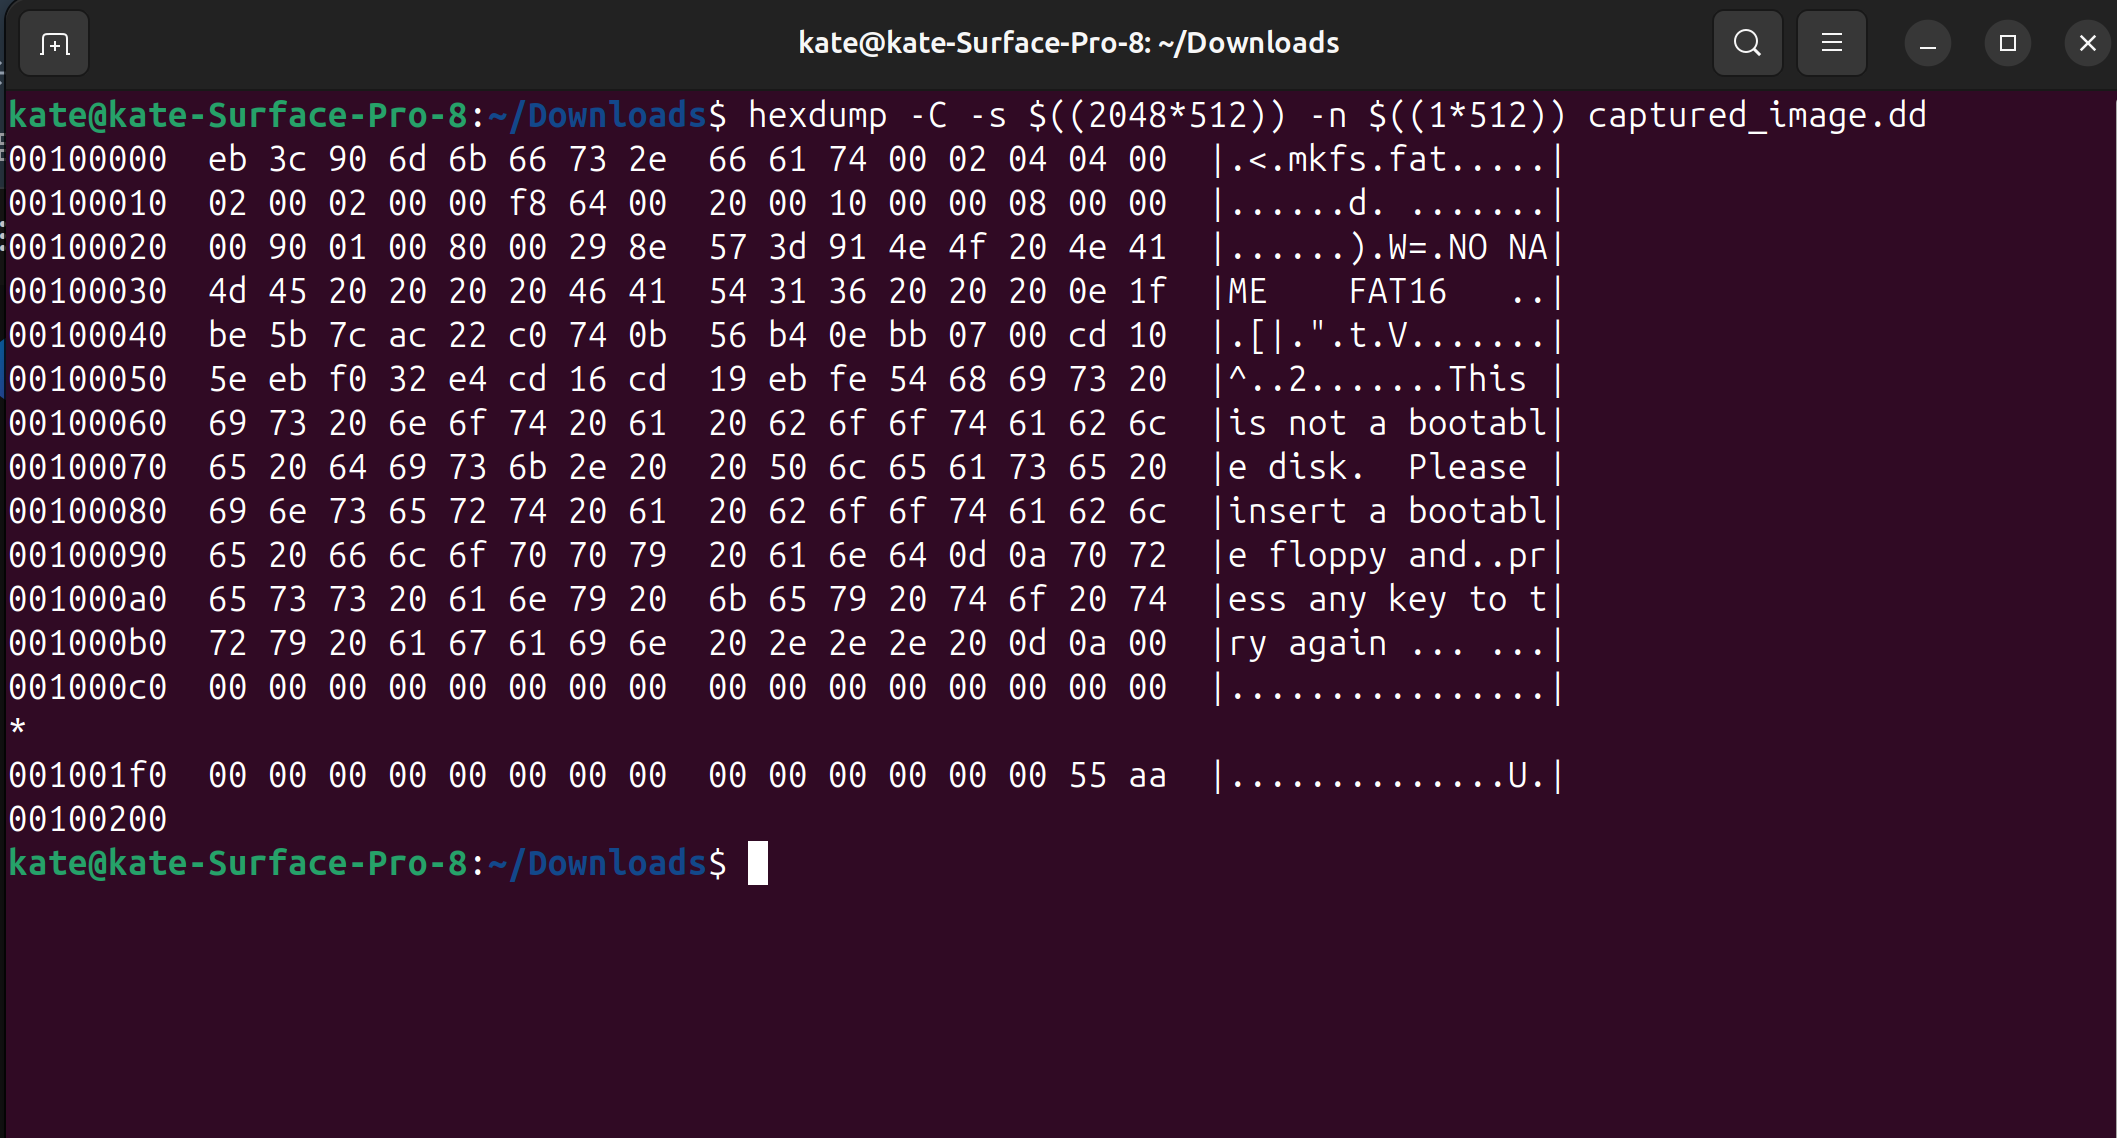 kate@kate-Surface-Pro-8: ~/Downloads
kate@kate-Surface-Pro-8:~/Downloads$ hexdump -C -s $((2048*512)) -n $((1*512)) captured_image.dd
00100000  eb 3c 90 6d 6b 66 73 2e  66 61 74 00 02 04 04 00  |.<.mkfs.fat.....|
00100010  02 00 02 00 00 f8 64 00  20 00 10 00 00 08 00 00  |......d. .......|
00100020  00 90 01 00 80 00 29 8e  57 3d 91 4e 4f 20 4e 41  |......).W=.NO NA|
00100030  4d 45 20 20 20 20 46 41  54 31 36 20 20 20 0e 1f  |ME    FAT16   ..|
00100040  be 5b 7c ac 22 c0 74 0b  56 b4 0e bb 07 00 cd 10  |.[|.".t.V.......|
00100050  5e eb f0 32 e4 cd 16 cd  19 eb fe 54 68 69 73 20  |^..2.......This |
00100060  69 73 20 6e 6f 74 20 61  20 62 6f 6f 74 61 62 6c  |is not a bootabl|
00100070  65 20 64 69 73 6b 2e 20  20 50 6c 65 61 73 65 20  |e disk.  Please |
00100080  69 6e 73 65 72 74 20 61  20 62 6f 6f 74 61 62 6c  |insert a bootabl|
00100090  65 20 66 6c 6f 70 70 79  20 61 6e 64 0d 0a 70 72  |e floppy and..pr|
001000a0  65 73 73 20 61 6e 79 20  6b 65 79 20 74 6f 20 74  |ess any key to t|
001000b0  72 79 20 61 67 61 69 6e  20 2e 2e 2e 20 0d 0a 00  |ry again ... ...|
001000c0  00 00 00 00 00 00 00 00  00 00 00 00 00 00 00 00  |................|
*
001001f0  00 00 00 00 00 00 00 00  00 00 00 00 00 00 55 aa  |..............U.|
00100200
kate@kate-Surface-Pro-8:~/Downloads$